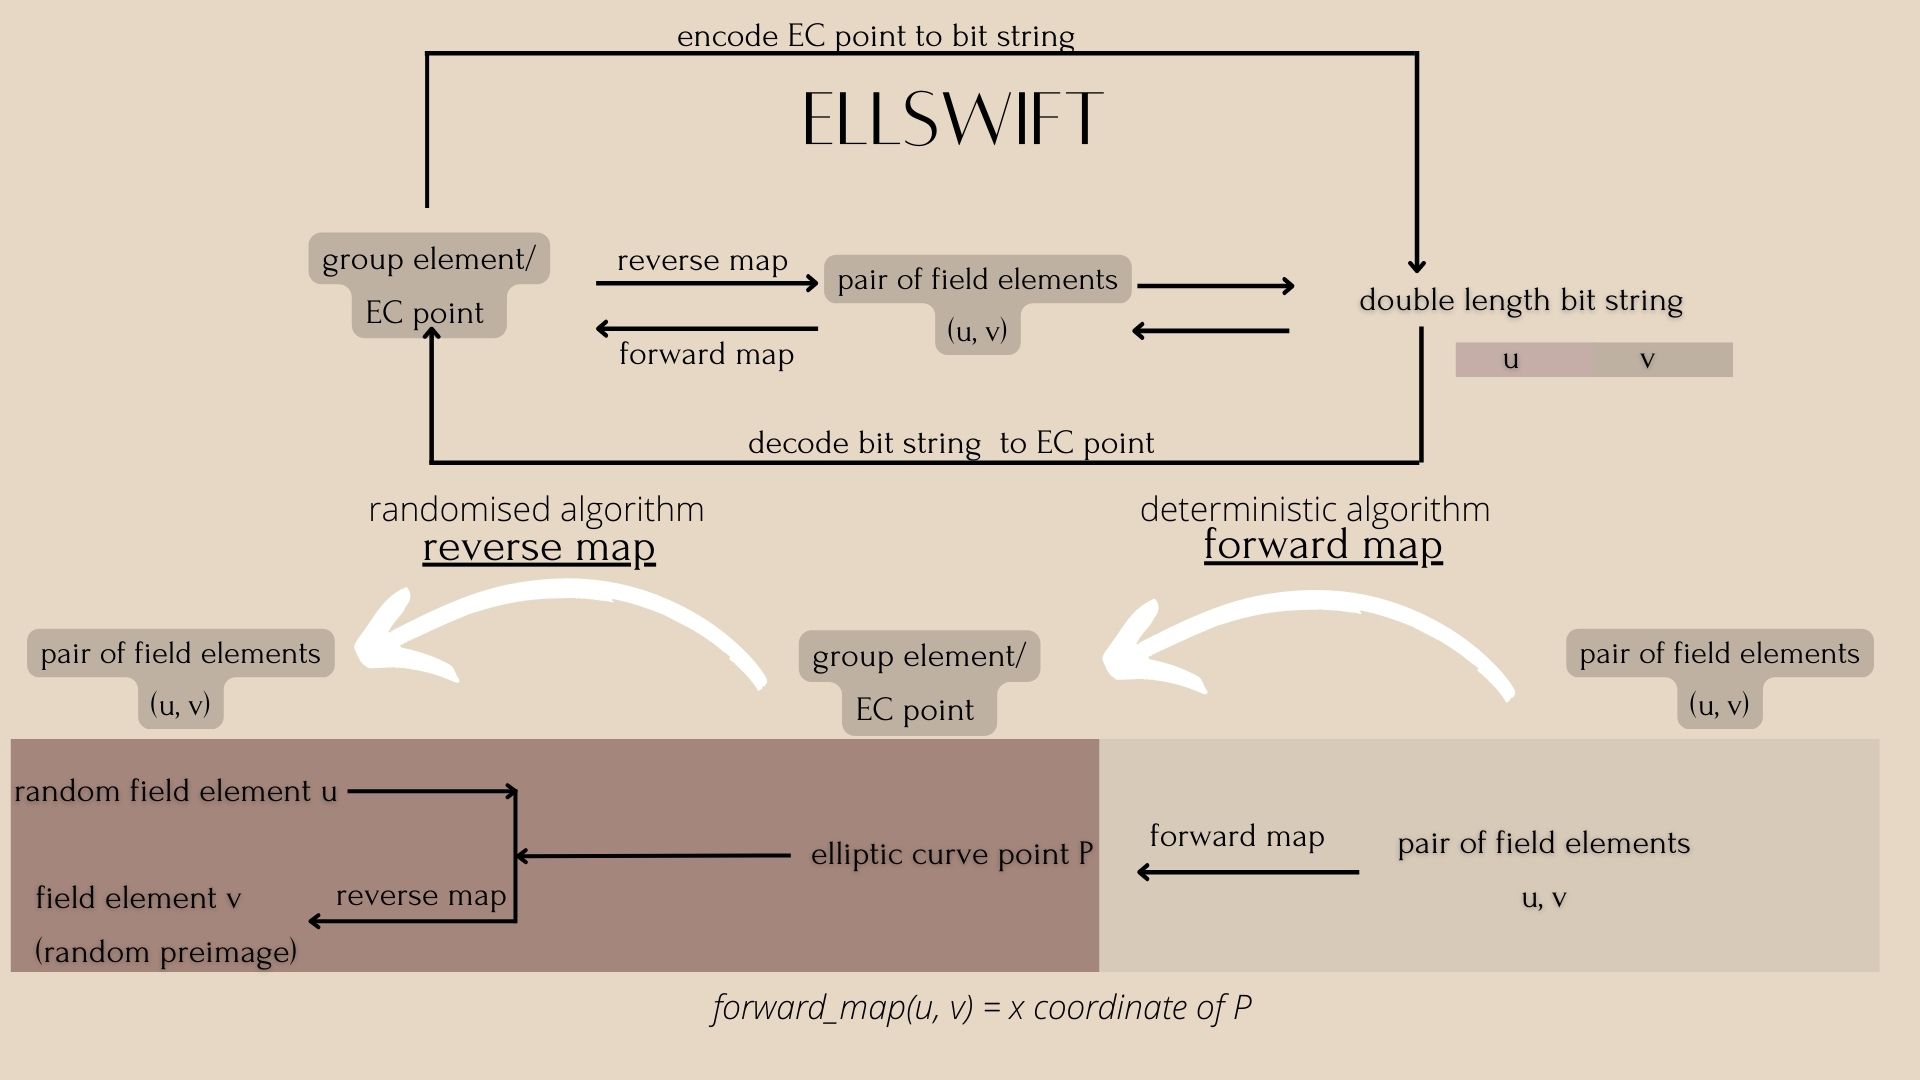 encode EC point to bit string
ELLSWIFT
group element/
EC point
reverse map
forward map
pair of field elements
(u, v)
double length bit string
u v
decode bit string to EC point
randomised algorithm
reverse map
deterministic algorithm
forward map
pair of field elements
(u, v)
group element/
EC point
pair of field elements
(u, v)
random field element u
elliptic curve point P
reverse map
field element v
(random preimage)
forward map
pair of field elements
u, v
forward_map(u, v) = x coordinate of P